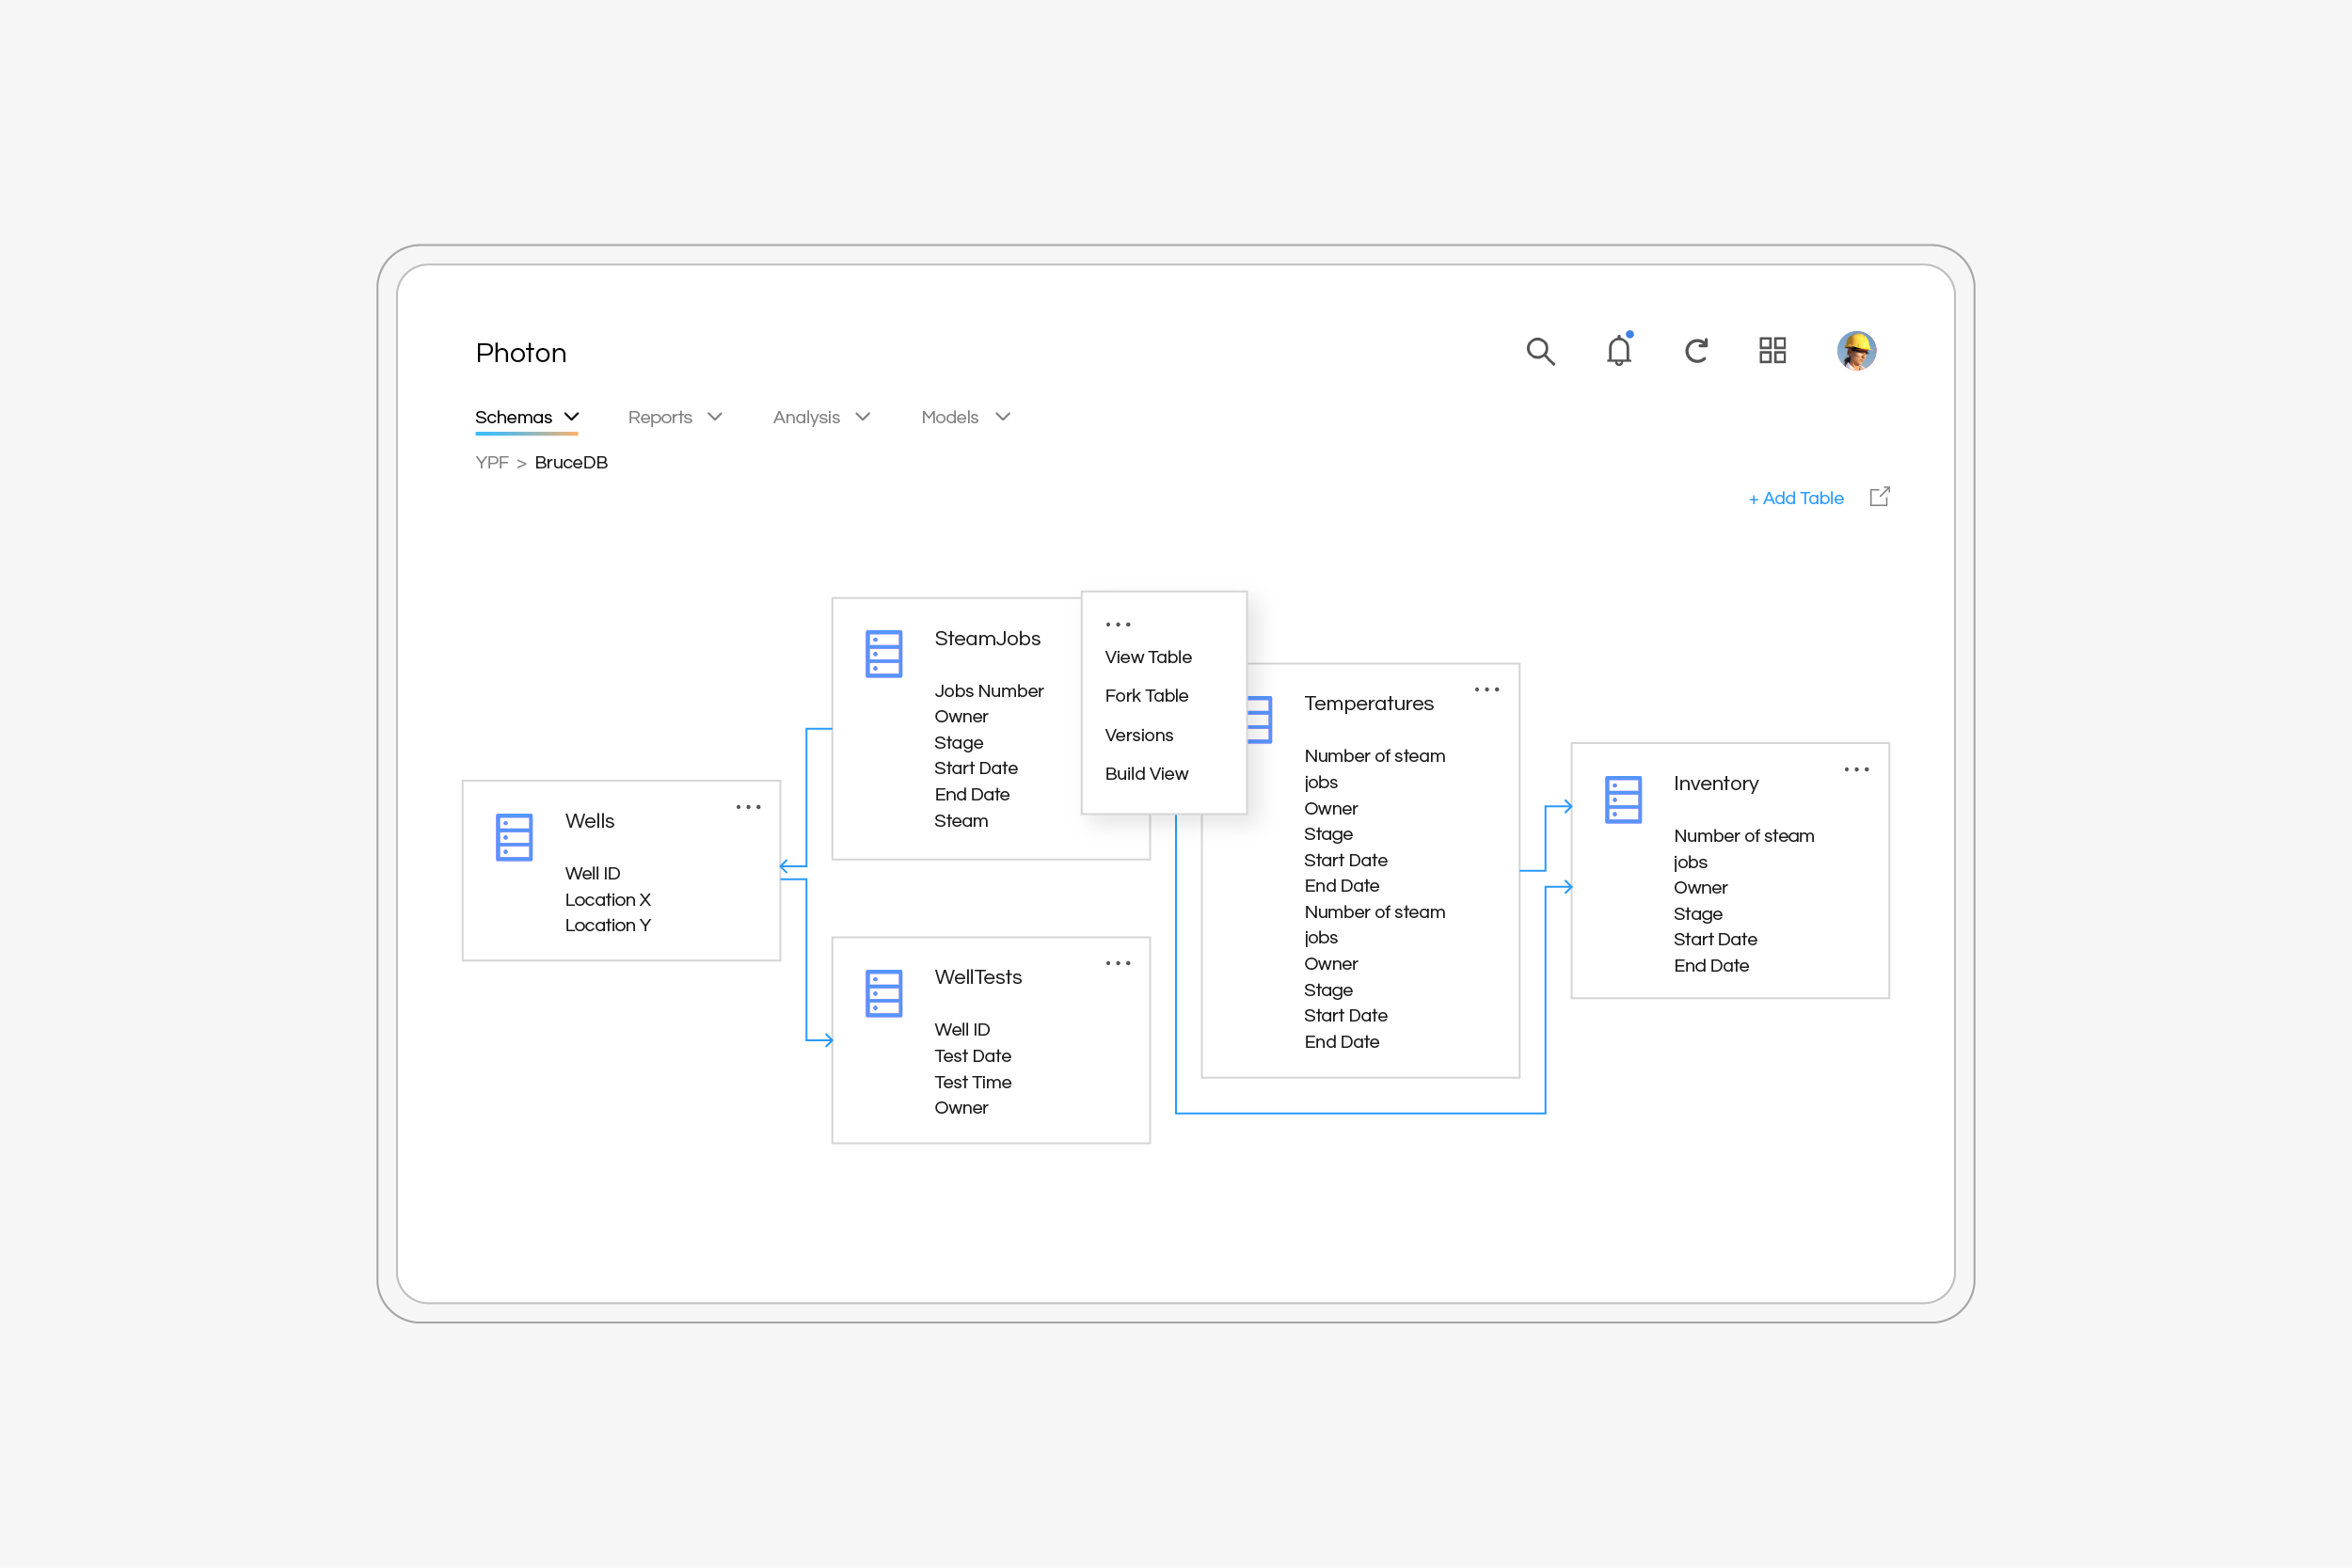 Photon
Schemas Reports Analysis Models
YPF > BruceDB
+ Add Table
SteamJobs
Jobs Number
Owner
Stage
Start Date
End Date
Steam
...
View Table
Fork Table
Versions
Build View
Temperatures ...
Number of steam
jobs
Owner
Stage
Start Date
End Date
Number of steam
jobs
Owner
Stage
Start Date
End Date
Inventory ...
Number of steam
jobs
Owner
Stage
Start Date
End Date
Wells ...
Well ID
Location X
Location Y
WellTests ...
Well ID
Test Date
Test Time
Owner